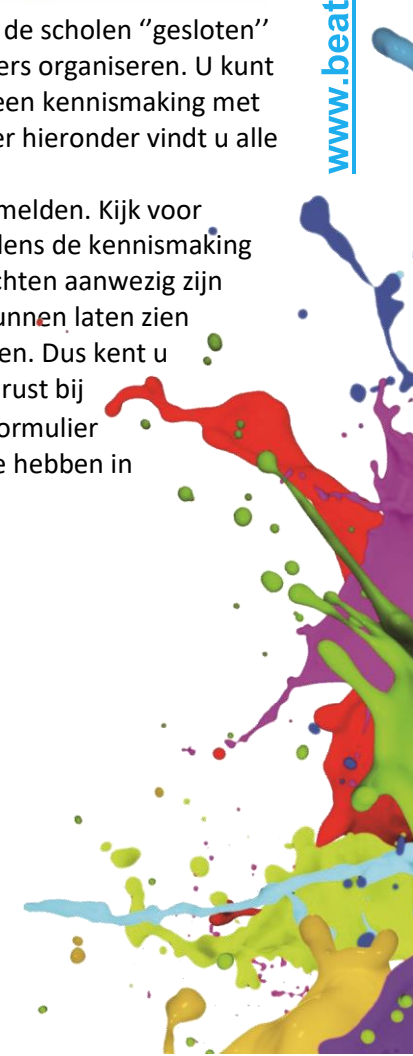 de scholen ‘’gesloten’’
ers organiseren. U kunt
een kennismaking met
er hieronder vindt u alle
melden. Kijk voor
dens de kennismaking
chten aanwezig zijn
unnen laten zien
en. Dus kent u
rust bij
ormulier
e hebben in
www.beat